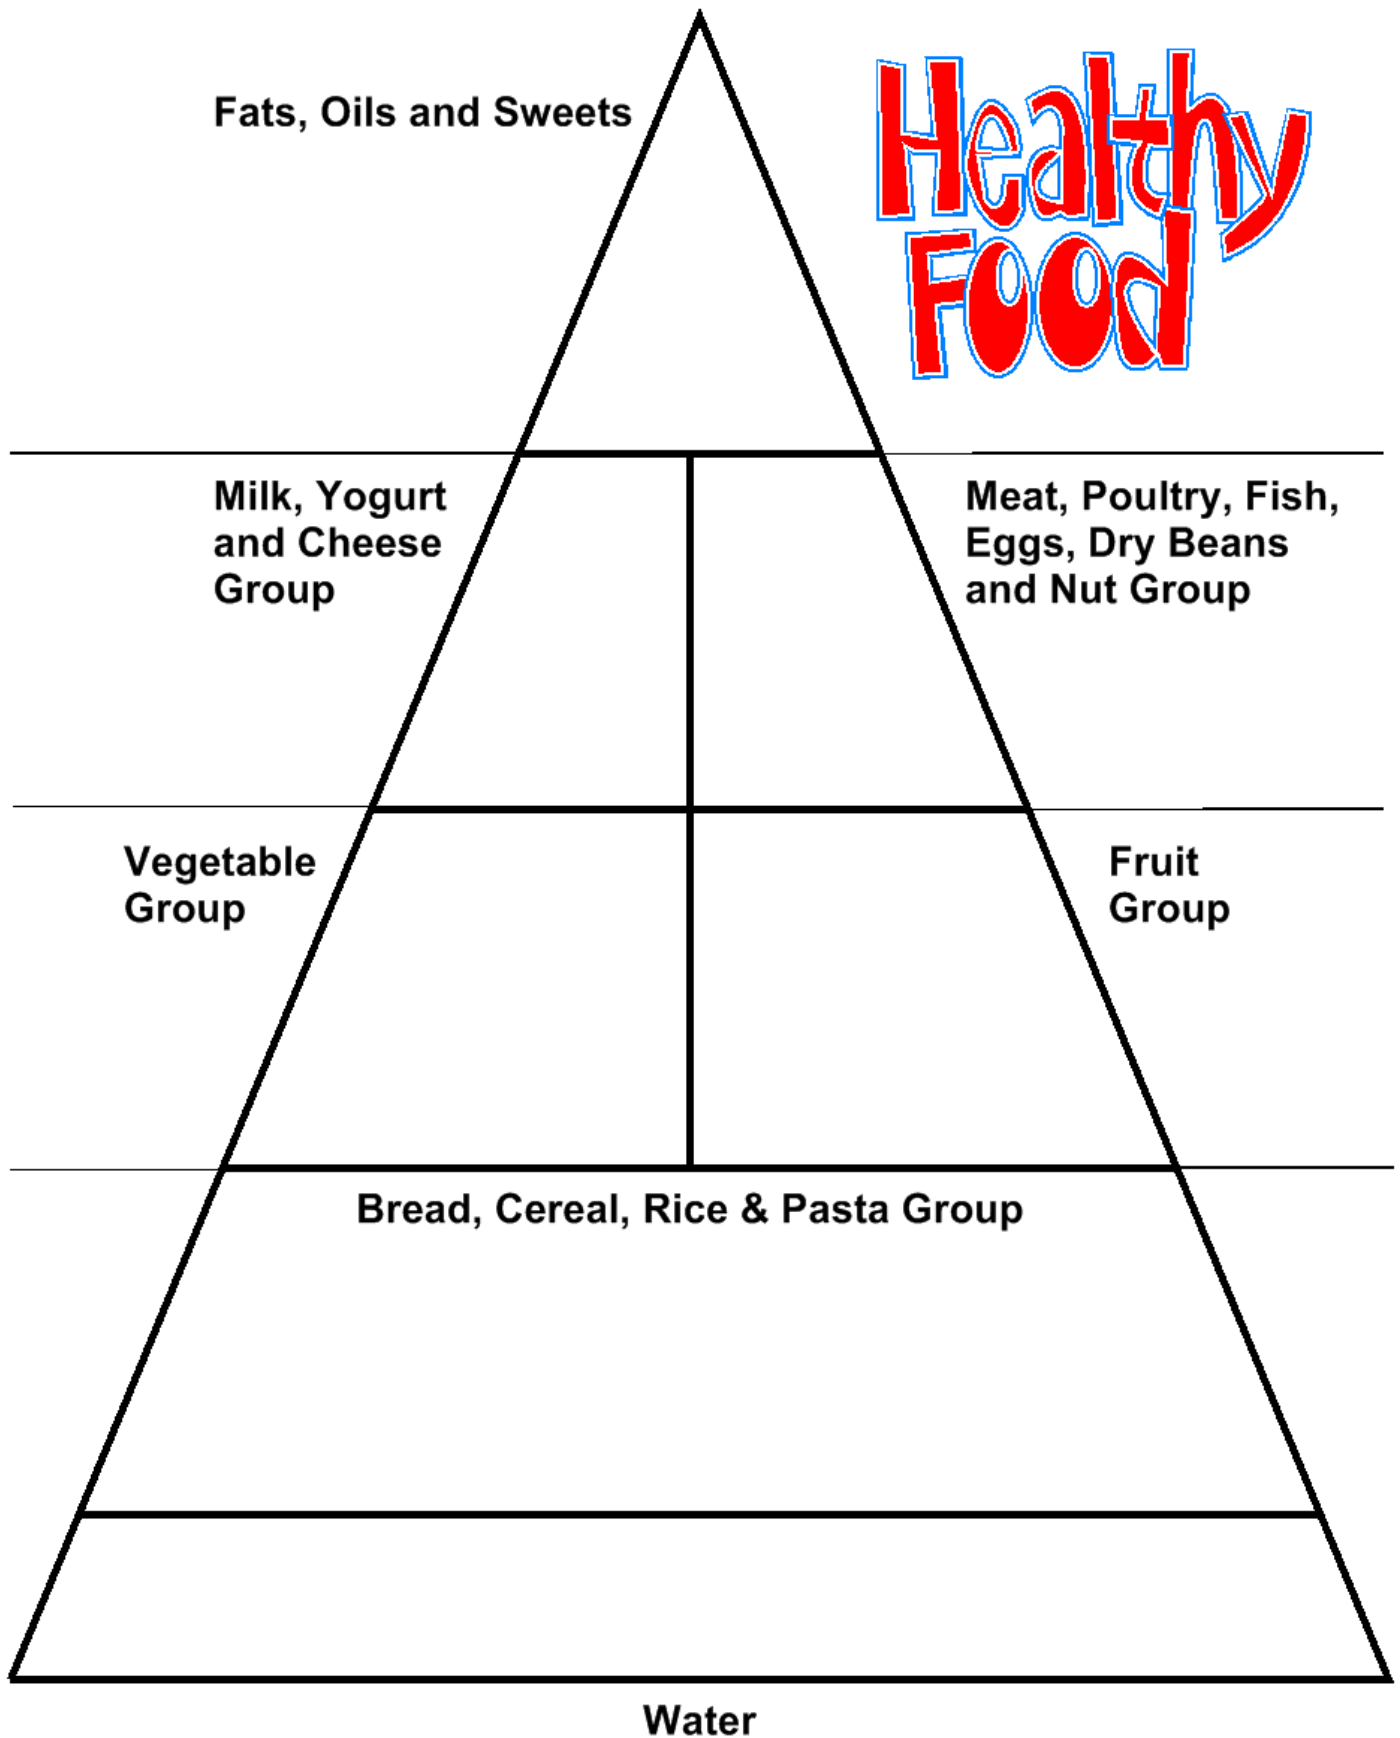 Fats, Oils and Sweets
Healthy
Food
Milk, Yogurt
and Cheese
Group
Meat, Poultry, Fish,
Eggs, Dry Beans
and Nut Group
Vegetable
Group
Fruit
Group
Bread, Cereal, Rice & Pasta Group
Water